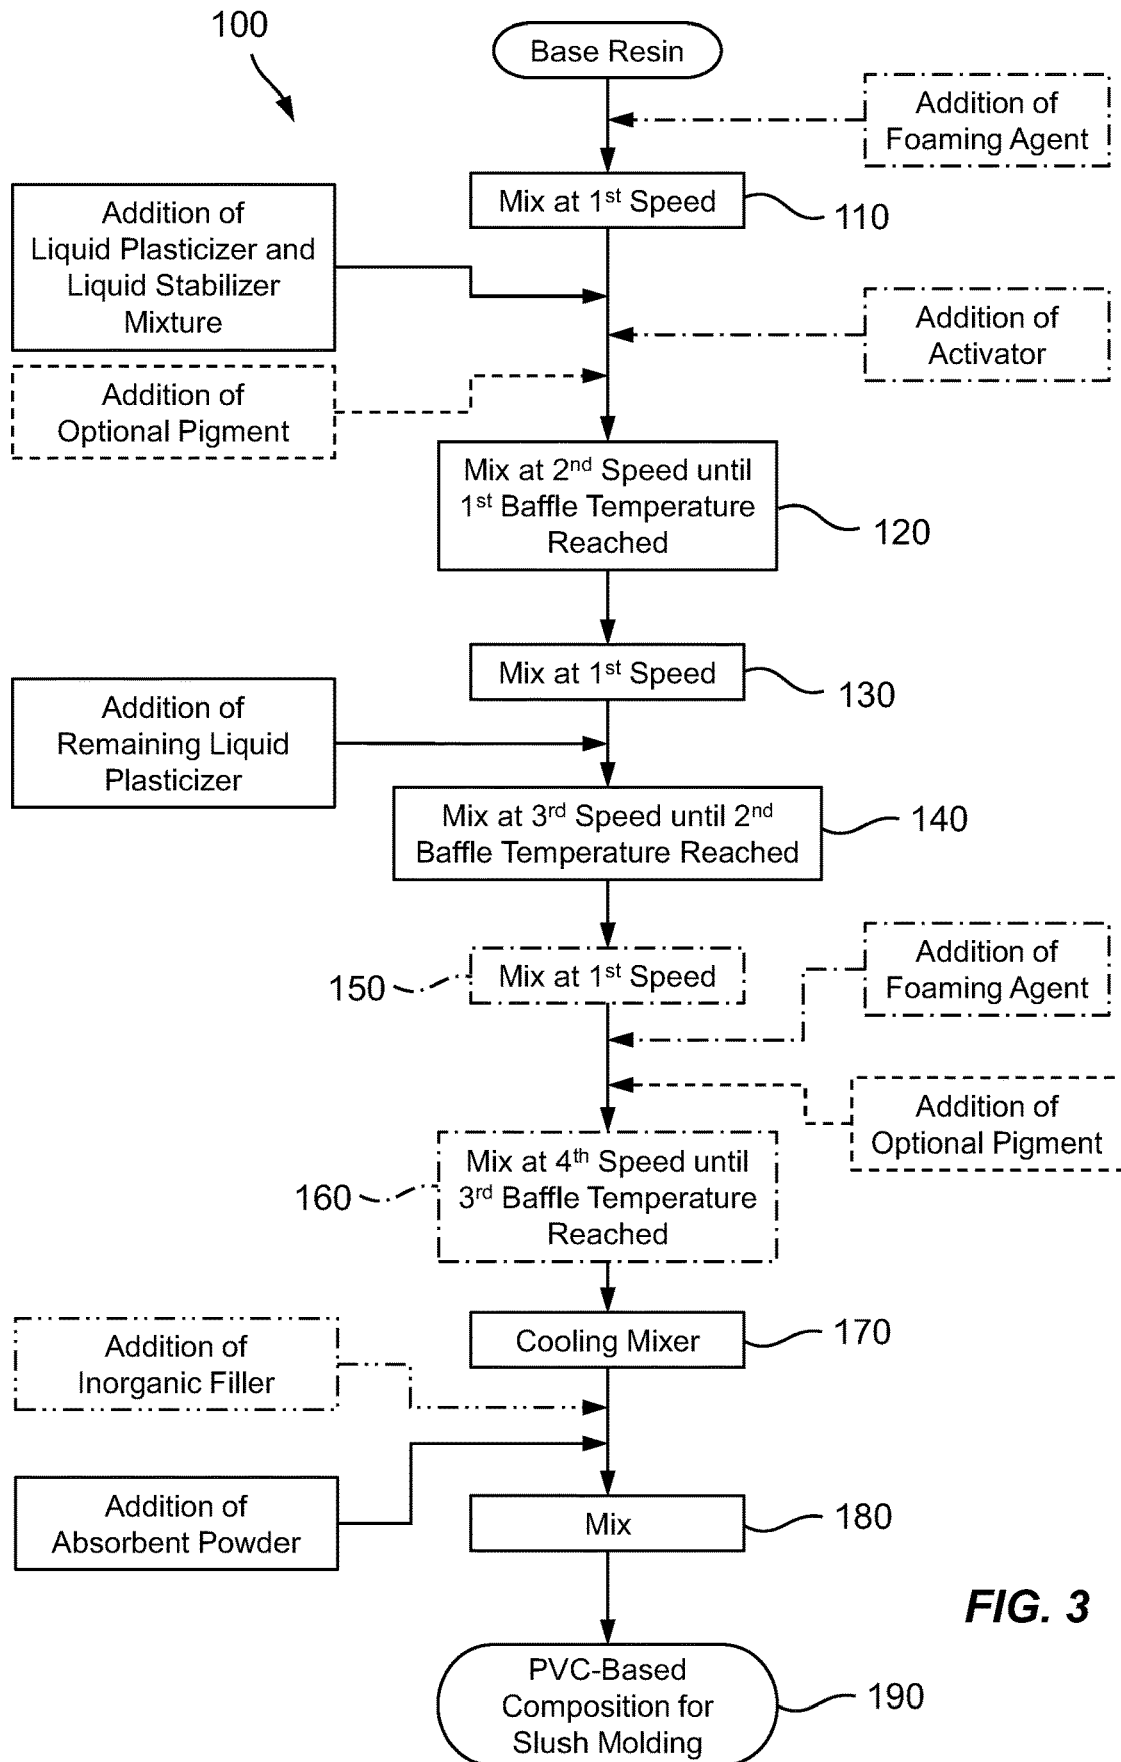 100
Base Resin
Addition of
Foaming Agent
Mix at 1st Speed
110
Addition of
Liquid Plasticizer and
Liquid Stabilizer
Mixture
Addition of
Activator
Addition of
Optional Pigment
Mix at 2nd Speed until
1st Baffle Temperature
Reached
120
Mix at 1st Speed
130
Addition of
Remaining Liquid
Plasticizer
Mix at 3rd Speed until 2nd
Baffle Temperature Reached
140
150
Mix at 1st Speed
Addition of
Foaming Agent
Addition of
Optional Pigment
160
Mix at 4th Speed until
3rd Baffle Temperature
Reached
Cooling Mixer
170
Addition of
Inorganic Filler
Addition of
Absorbent Powder
Mix
180
FIG. 3
PVC-Based
Composition for
Slush Molding
190